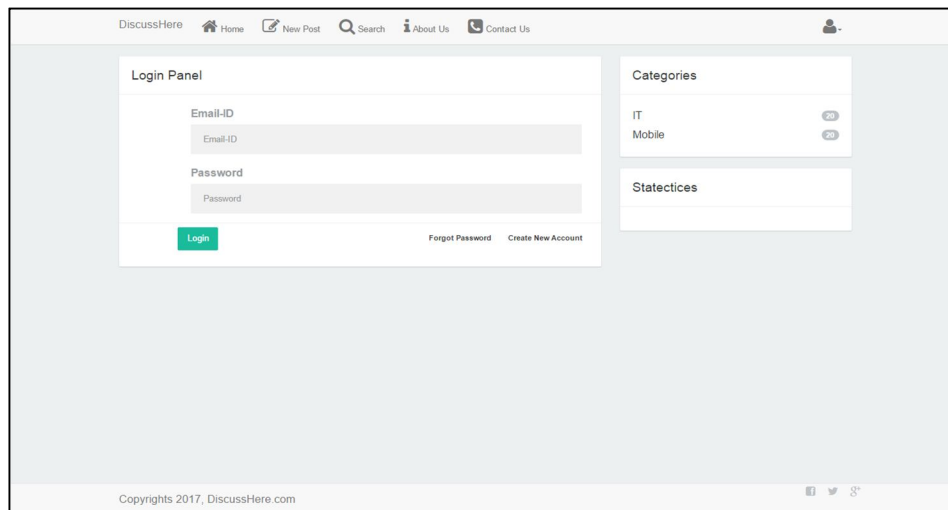 DiscussHere Home New Post Search About Us Contact Us
Login Panel
Email-ID
Email-ID
Password
Password
Login Forgot Password Create New Account
Categories
IT 20
Mobile 20
Statectices
Copyrights 2017, DiscussHere.com